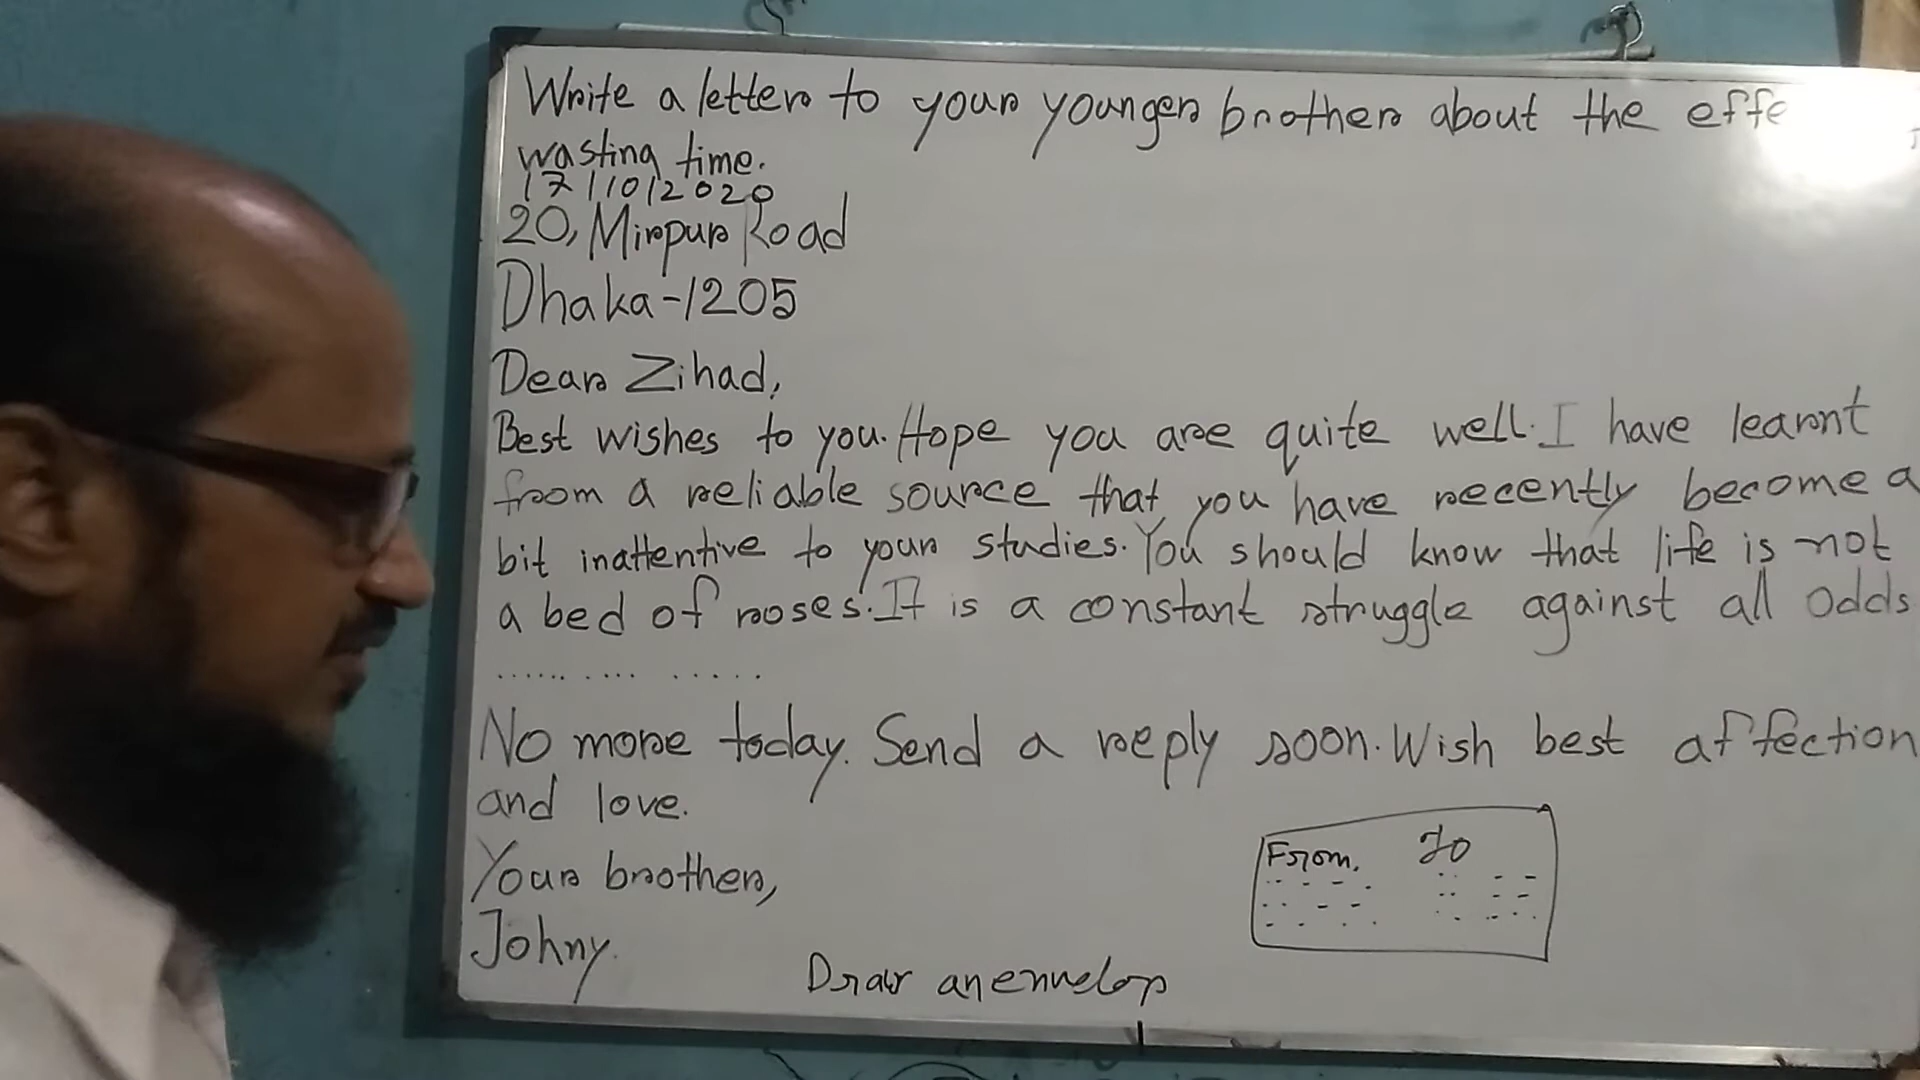 Write a letter to your younger brother about the effe
wasting time.
17/10/2020
20, Mirpur Road
Dhaka-1205
Dear Zihad,
Best wishes to you. Hope you are quite well. I have learnt
from a reliable source that you have recently become a
bit inattentive to your studies. You should know that life is not
a bed of roses. It is a constant struggle against all odds
...... .... .....
No more today. Send a reply soon. Wish best affection
and love.
Your brother,
Johny.
From, To
Draw an envelop